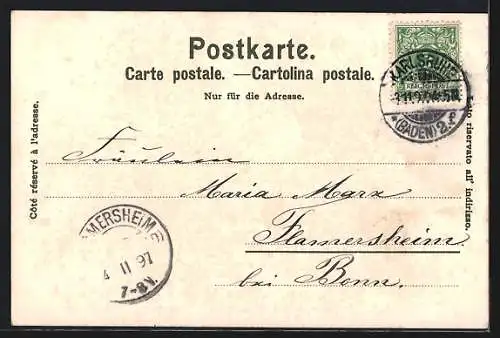 Postkarte.
Carte postale. — Cartolina postale.
Nur für die Adresse.
Côté réservé à l'adresse.
Lato riservato all' indirizzo.
KARLSRUHE
(BADEN) 2.f
Fräulein
Maria Marx
Flamersheim
bei Bonn.
MERSHEIM
4 11 97
7-8V.